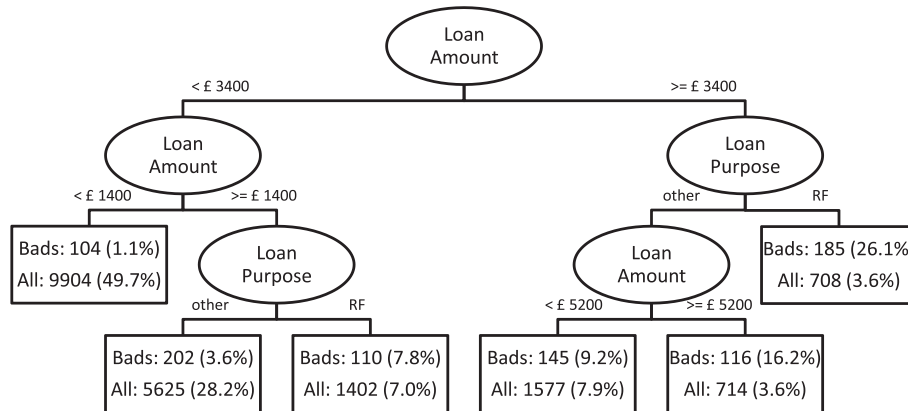 Loan
Amount
< £ 3400
>= £ 3400
Loan
Amount
Loan
Purpose
< £ 1400
>= £ 1400
other
RF
Bads: 104 (1.1%)
All: 9904 (49.7%)
Loan
Purpose
Loan
Amount
Bads: 185 (26.1%
All: 708 (3.6%)
other
RF
< £ 5200
>= £ 5200
Bads: 202 (3.6%)
All: 5625 (28.2%)
Bads: 110 (7.8%)
All: 1402 (7.0%)
Bads: 145 (9.2%)
All: 1577 (7.9%)
Bads: 116 (16.2%)
All: 714 (3.6%)